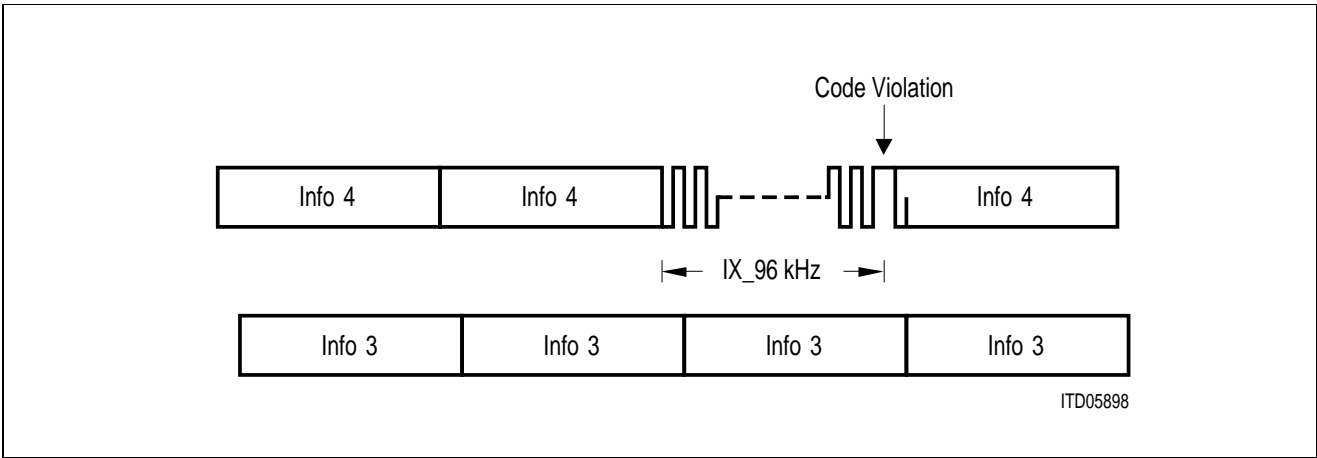 Code Violation
Info 4 Info 4 Info 4
IX_96 kHz
Info 3 Info 3 Info 3 Info 3
ITD05898